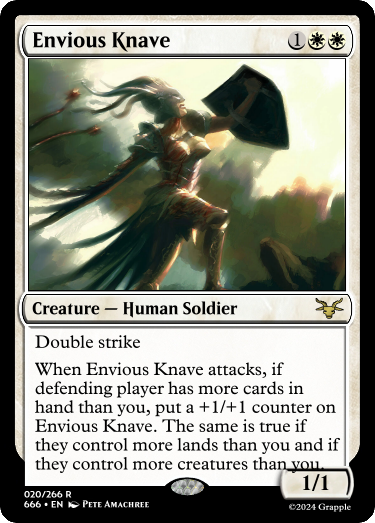 Envious Knave 1
Creature — Human Soldier
Double strike
When Envious Knave attacks, if
defending player has more cards in
hand than you, put a +1/+1 counter on
Envious Knave. The same is true if
they control more lands than you and if
they control more creatures than you.
1/1
020/266 R
666 • EN Pete Amachree
©2024 Grapple